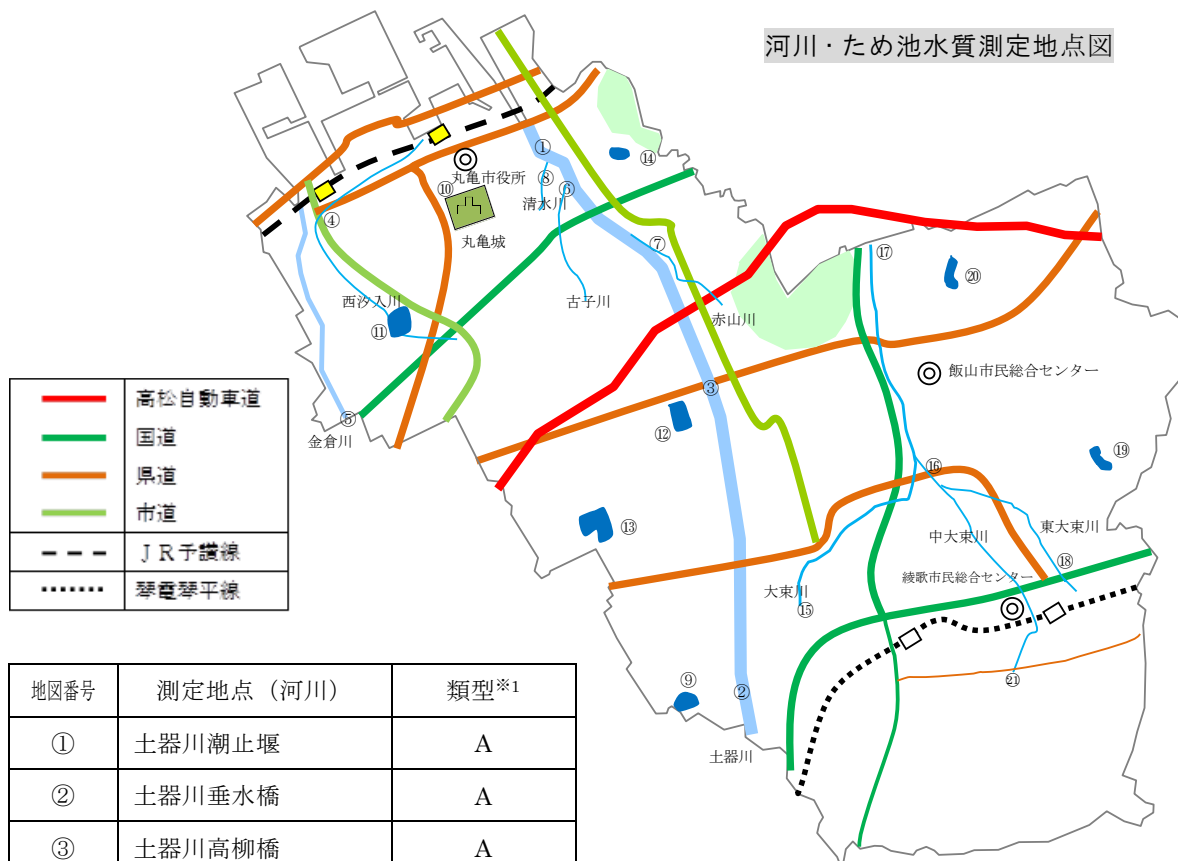 河川・ため池水質測定地点図
①
⑭
⑧
⑥
丸亀市役所
⑩
清水川
④
丸亀城
⑦
⑰
⑳
西汐入川
古子川
赤山川
⑪
飯山市民総合センター
③
⑤
金倉川
⑫
⑯
⑲
⑬
東大束川
中大束川
⑱
綾歌市民総合センター
大束川
⑮
㉑
⑨
②
土器川
高松自動車道
国道
県道
市道
ＪＲ予讃線
琴電琴平線
地図番号 測定地点（河川） 類型※1
① 土器川潮止堰 A
② 土器川垂水橋 A
③ 土器川高柳橋 A